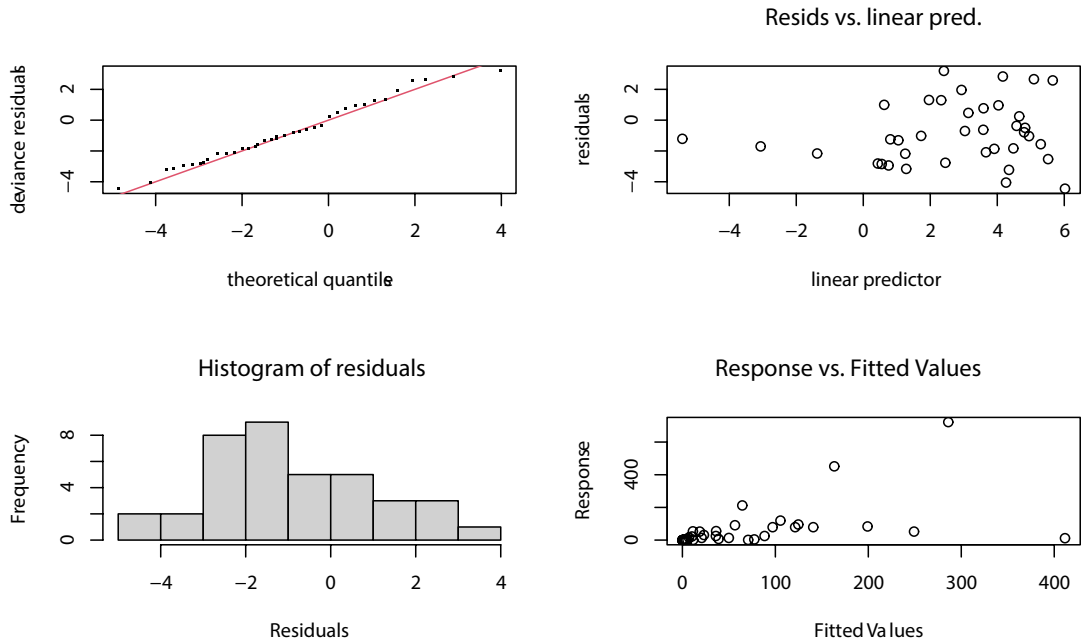 deviance residuals
2
0
−4
−4
−2
0
2
4
theoretical quantile s
Resids vs. linear pred.
residuals
2
0
−4
−4
−2
0
2
4
6
linear predictor
Histogram of residuals
Frequency
8
4
0
−4
−2
0
2
4
Residuals
Response vs. Fitted Values
Response
400
0
0
100
200
300
400
Fitted Values